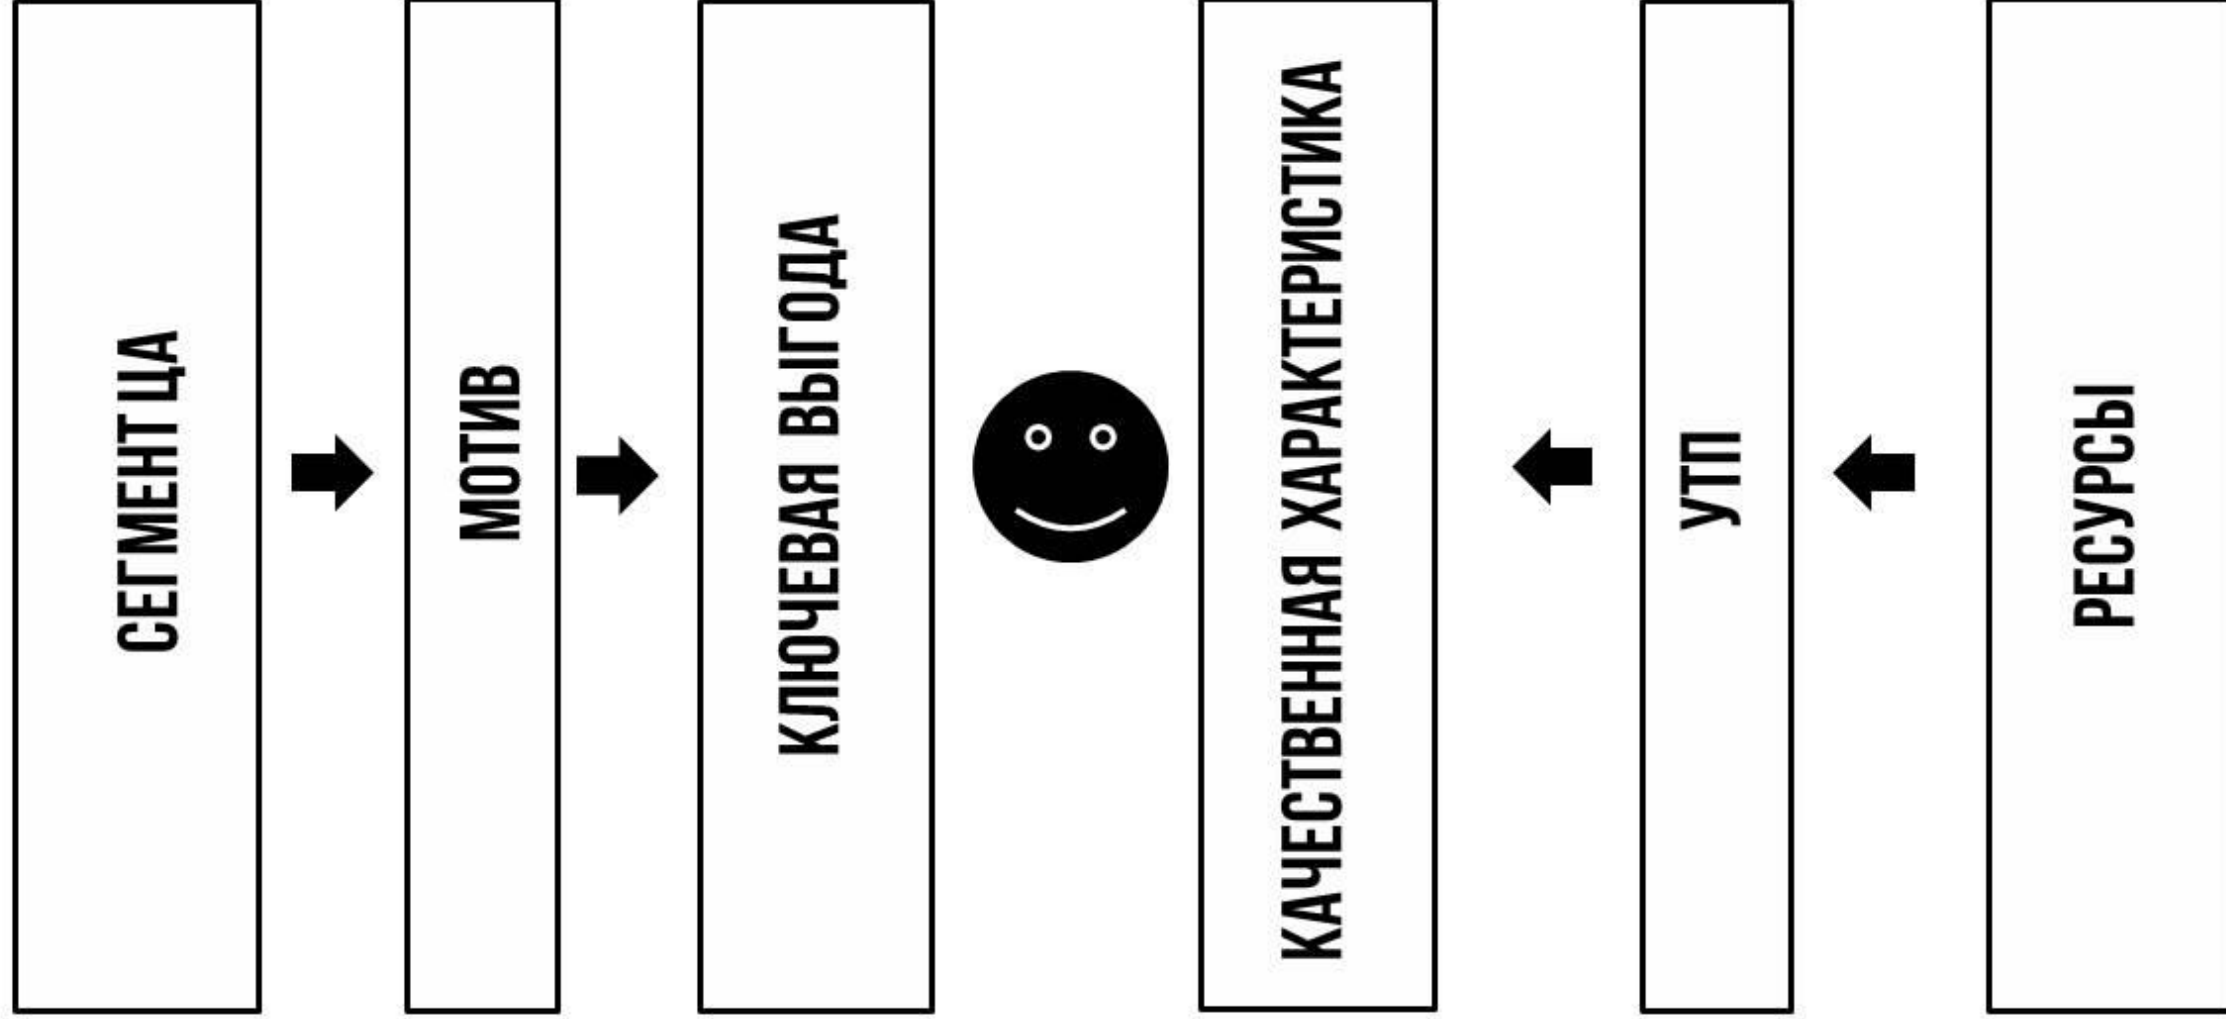 СЕГМЕНТ ЦА
МОТИВ
КЛЮЧЕВАЯ ВЫГОДА
КАЧЕСТВЕННАЯ ХАРАКТЕРИСТИКА
УТП
РЕСУРСЫ